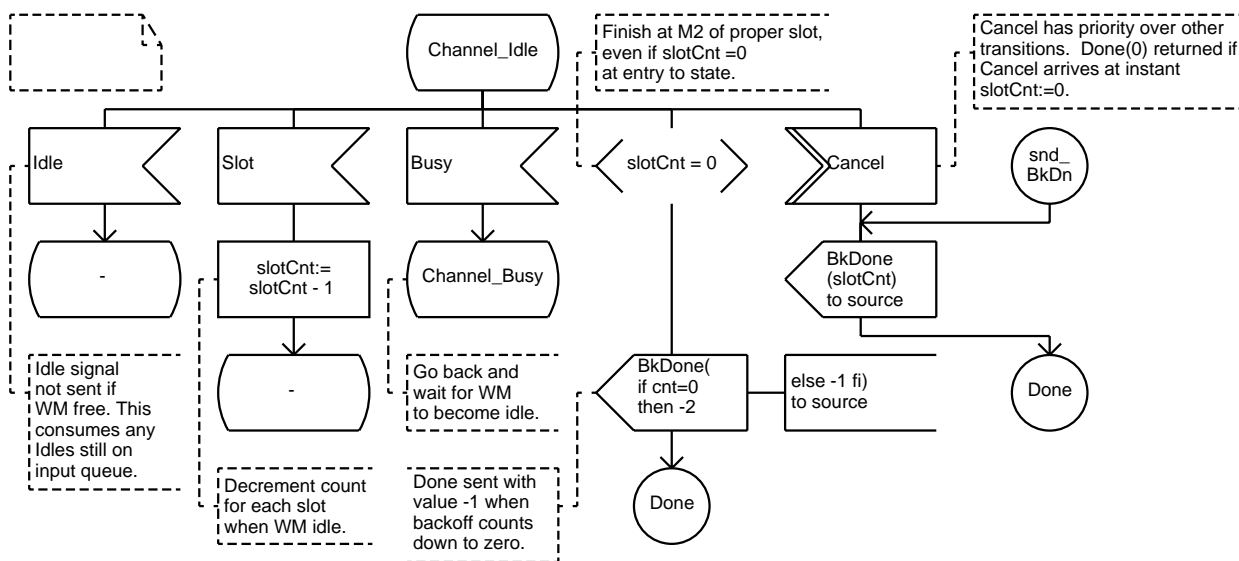 Channel_Idle
Finish at M2 of proper slot,
even if slotCnt =0
at entry to state.
Cancel has priority over other
transitions.  Done(0) returned if
Cancel arrives at instant
slotCnt:=0.
Idle
Slot
Busy
slotCnt = 0
Cancel
snd_
BkDn
-
slotCnt:=
slotCnt - 1
Channel_Busy
BkDone
(slotCnt)
to source
Idle signal
not sent if
WM free. This
consumes any
Idles still on
input queue.
-
Go back and
wait for WM
to become idle.
BkDone(
if cnt=0
then -2
else -1 fi)
to source
Done
Decrement count
for each slot
when WM idle.
Done sent with
value -1 when
backoff counts
down to zero.
Done